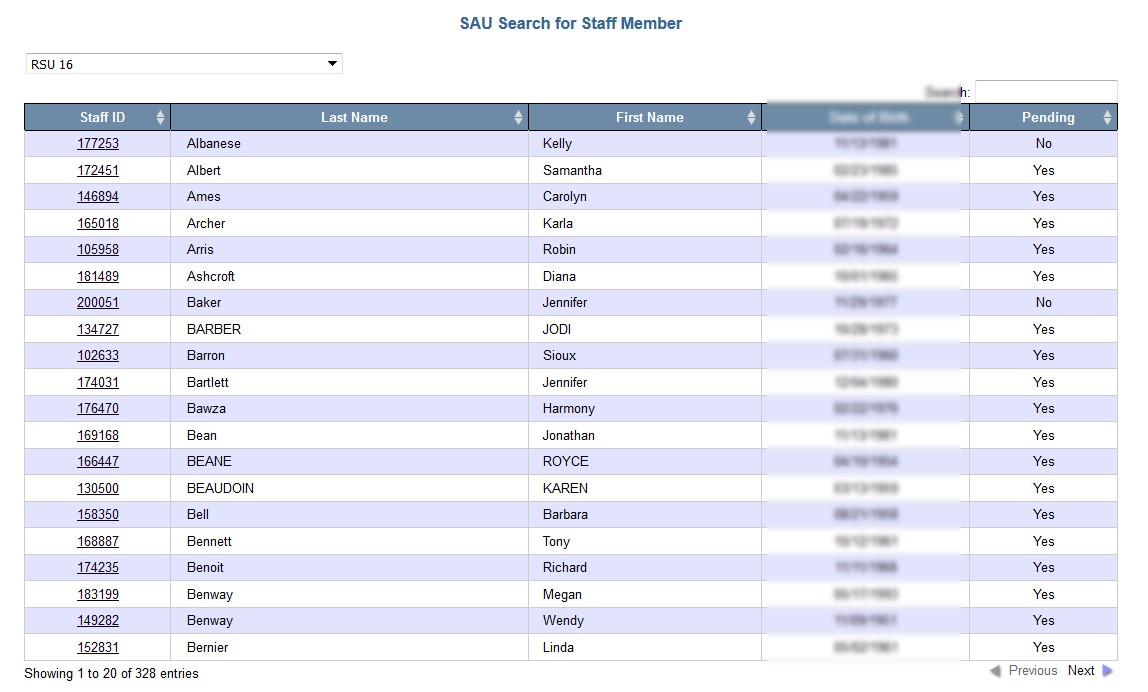 SAU Search for Staff Member
RSU 16
Search:
Staff ID Last Name First Name Date of Birth Pending
177253 Albanese Kelly No
172451 Albert Samantha Yes
146894 Ames Carolyn Yes
165018 Archer Karla Yes
105958 Arris Robin Yes
181489 Ashcroft Diana Yes
200051 Baker Jennifer No
134727 BARBER JODI Yes
102633 Barron Sioux Yes
174031 Bartlett Jennifer Yes
176470 Bawza Harmony Yes
169168 Bean Jonathan Yes
166447 BEANE ROYCE Yes
130500 BEAUDOIN KAREN Yes
158350 Bell Barbara Yes
168887 Bennett Tony Yes
174235 Benoit Richard Yes
183199 Benway Megan Yes
149282 Benway Wendy Yes
152831 Bernier Linda Yes
Showing 1 to 20 of 328 entries Previous Next